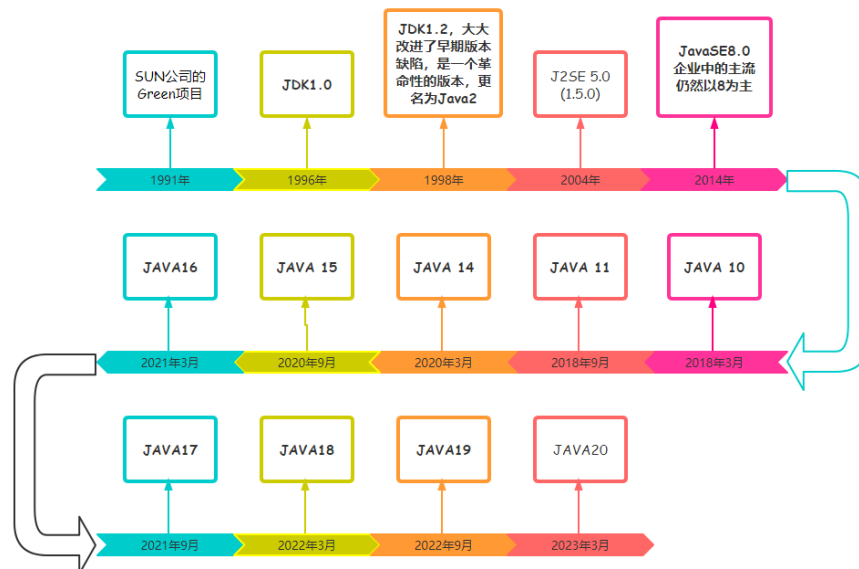 SUN公司的
Green项目
JDK1.0
JDK1.2，大大
改进了早期版本
缺陷，是一个革
命性的版本，更
名为Java2
J2SE 5.0
(1.5.0)
JavaSE8.0
企业中的主流
仍然以8为主
1991年
1996年
1998年
2004年
2014年
JAVA16
JAVA 15
JAVA 14
JAVA 11
JAVA 10
2021年3月
2020年9月
2020年3月
2018年9月
2018年3月
JAVA17
JAVA18
JAVA19
JAVA20
2021年9月
2022年3月
2022年9月
2023年3月